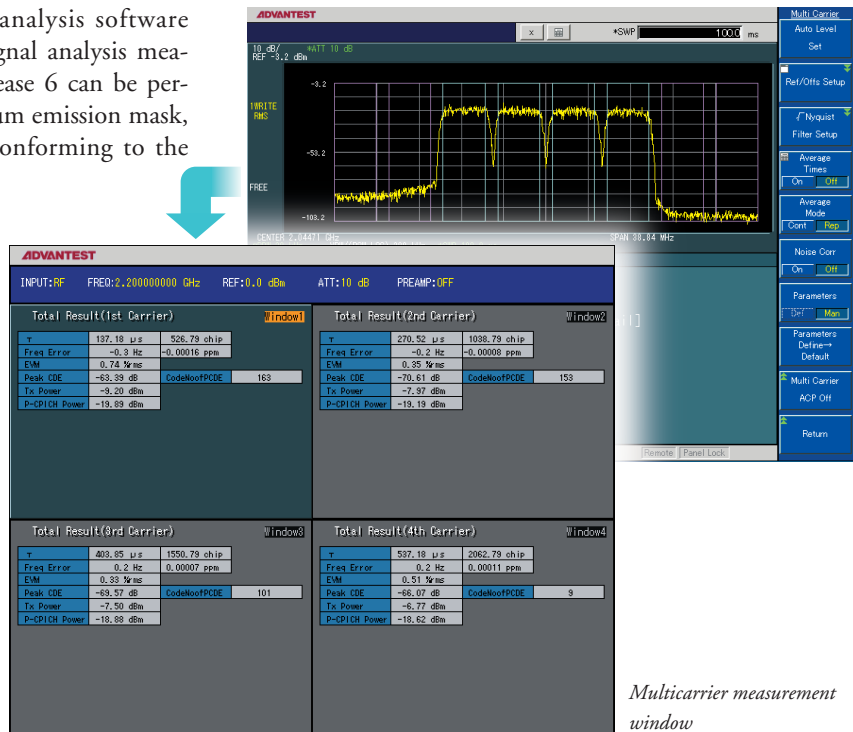 analysis software
gnal analysis mea-
ease 6 can be per-
um emission mask,
onforming to the
ADVANTEST
x
*SWP 100.0 ms
10 dB/ *ATT 10 dB
REF -3.2 dBm
-3.2
1WRITE
RMS
-53.2
FREE
-103.2
CENTER 2.04471 GHz SPAN 38.84 MHz
Multi Carrier
Auto Level
Set
Ref/Offs Setup
√Nyquist
Filter Setup
Average
Times
On Off
Average
Mode
Cont Rep
Noise Corr
On Off
Parameters
Def Man
Parameters
Define→
Default
Multi Carrier
ACP Off
Return
Remote Panel Lock
ADVANTEST
INPUT:RF FREQ:2.200000000 GHz REF:0.0 dBm ATT:10 dB PREAMP:OFF
Total Result(1st Carrier) Window1
τ 137.18 μs 526.79 chip
Freq Error -0.3 Hz -0.00016 ppm
EVM 0.74 %rms
Peak CDE -63.39 dB CodeNoofPCDE 163
Tx Power -9.20 dBm
P-CPICH Power -19.89 dBm
Total Result(2nd Carrier) Window2
τ 270.52 μs 1038.79 chip
Freq Error -0.2 Hz -0.00008 ppm
EVM 0.35 %rms
Peak CDE -70.61 dB CodeNoofPCDE 153
Tx Power -7.97 dBm
P-CPICH Power -19.19 dBm
Total Result(3rd Carrier) Window3
τ 403.85 μs 1550.79 chip
Freq Error 0.2 Hz 0.00007 ppm
EVM 0.33 %rms
Peak CDE -69.57 dB CodeNoofPCDE 101
Tx Power -7.50 dBm
P-CPICH Power -18.88 dBm
Total Result(4th Carrier) Window4
τ 537.18 μs 2062.79 chip
Freq Error 0.2 Hz 0.00011 ppm
EVM 0.51 %rms
Peak CDE -66.07 dB CodeNoofPCDE 9
Tx Power -6.77 dBm
P-CPICH Power -18.62 dBm
Multicarrier measurement
window